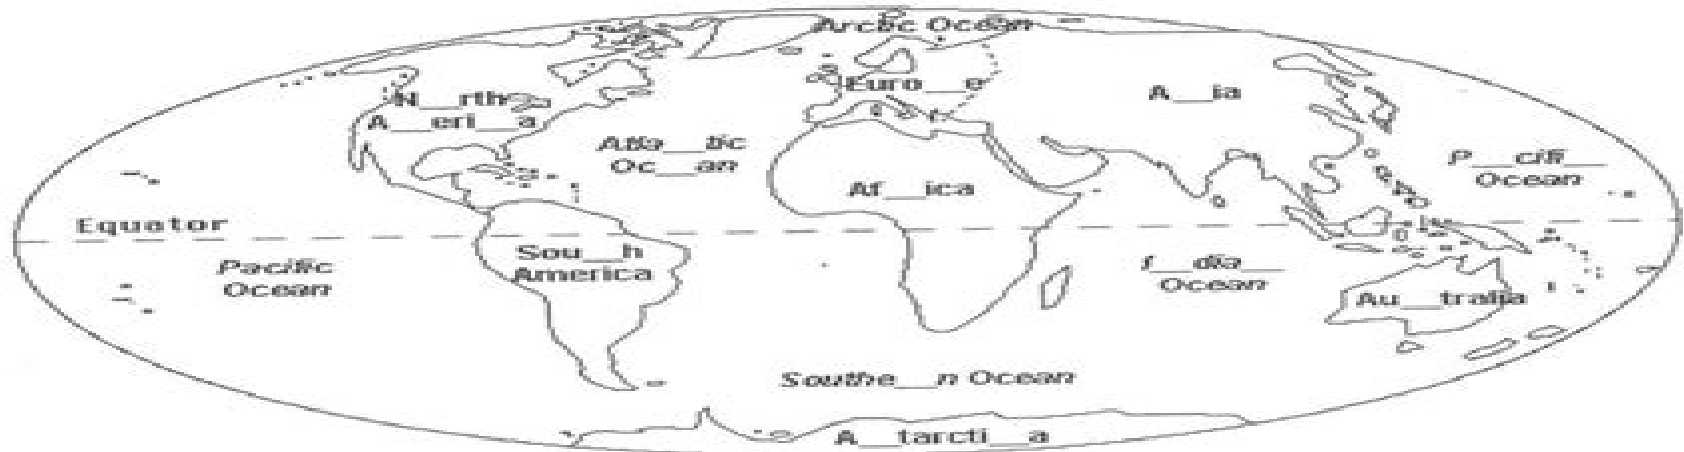 Arctic Ocean
N__rth
A__eri__a
Euro__e
A__ia
Atla__tic
Oc__an
P__cifi__
Ocean
Af__ica
Equator
Sou__h
America
Pacific
Ocean
I__dia__
Ocean
Au__tralia
Southe__n Ocean
A__tarcti__a